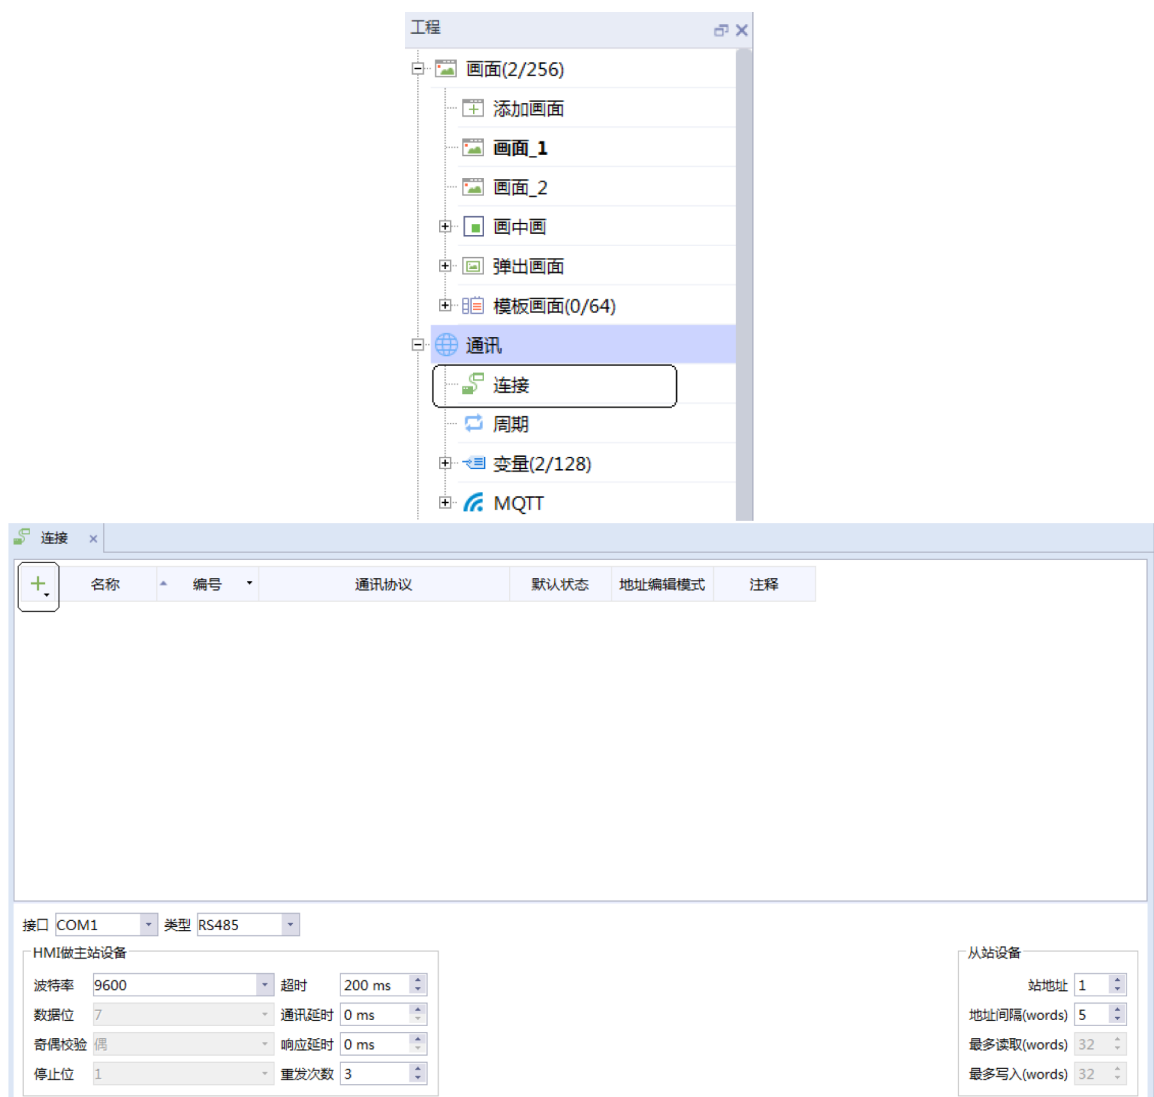 工程
画面(2/256)
添加画面
画面_1
画面_2
画中画
弹出画面
模板画面(0/64)
通讯
连接
周期
变量(2/128)
MQTT
连接
名称 编号 通讯协议 默认状态 地址编辑模式 注释
接口 COM1 类型 RS485
HMI做主站设备 从站设备
波特率 9600 超时 200 ms 站地址 1
数据位 7 通讯延时 0 ms 地址间隔(words) 5
奇偶校验 偶 响应延时 0 ms 最多读取(words) 32
停止位 1 重发次数 3 最多写入(words) 32